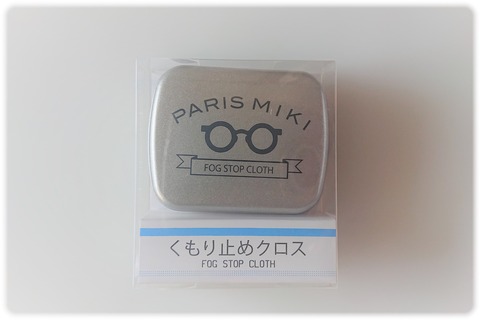 PARIS MIKI
FOG STOP CLOTH
くもり止めクロス
FOG STOP CLOTH